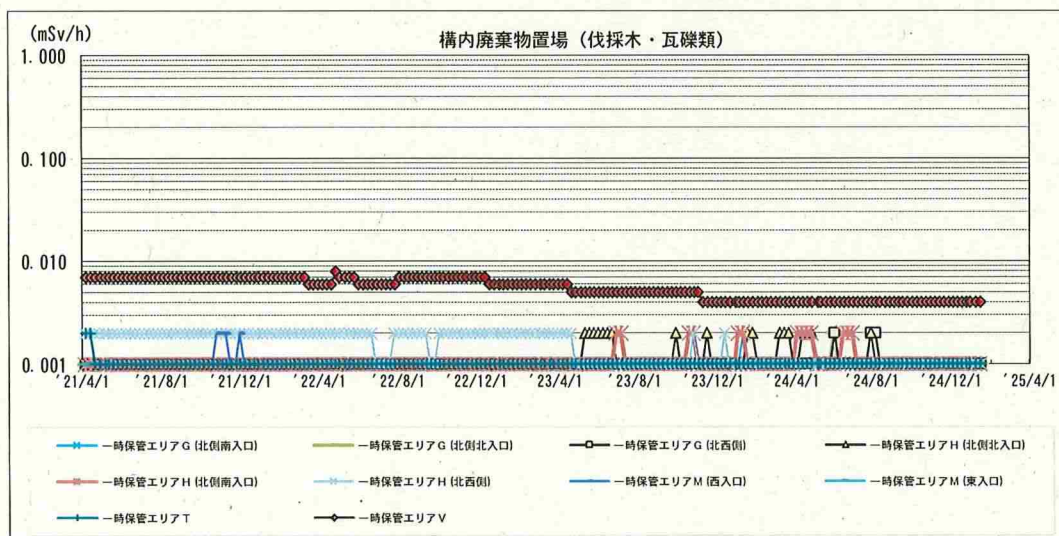 (mSv/h)
構内廃棄物置場（伐採木・瓦礫類）
1.000
0.100
0.010
0.001
'21/4/1 '21/8/1 '21/12/1 '22/4/1 '22/8/1 '22/12/1 '23/4/1 '23/8/1 '23/12/1 '24/4/1 '24/8/1 '24/12/1 '25/4/1
一時保管エリアG(北側南入口) 一時保管エリアG(北側北入口) 一時保管エリアG(北西側) 一時保管エリアH(北側北入口)
一時保管エリアH(北側南入口) 一時保管エリアH(北西側) 一時保管エリアM(西入口) 一時保管エリアM(東入口)
一時保管エリアT 一時保管エリアV